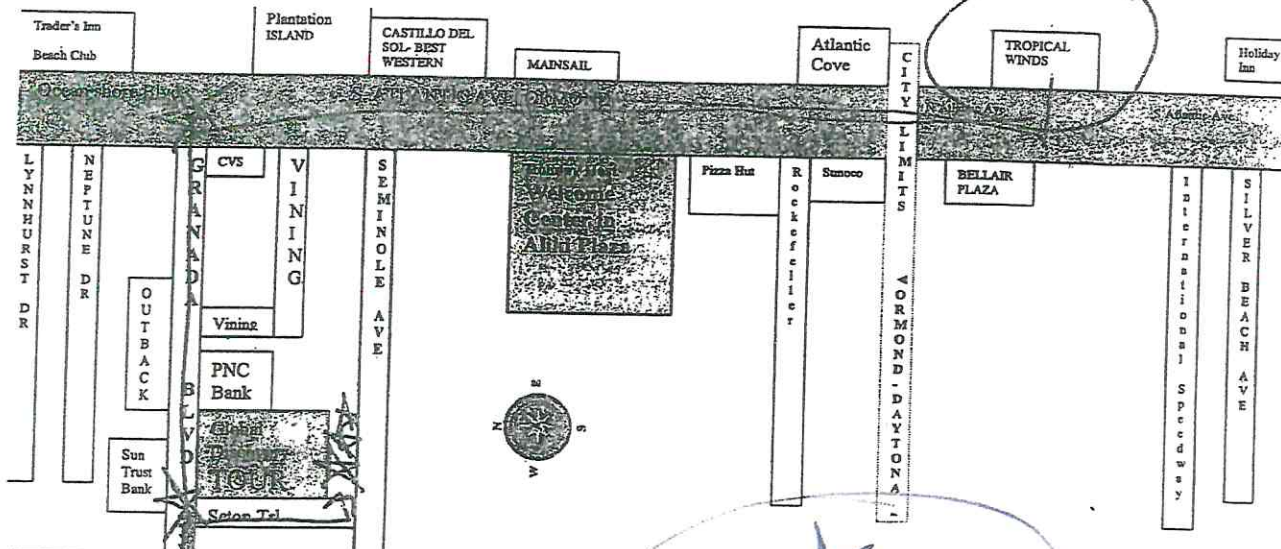 Trader's Inn
Beach Club
Plantation
ISLAND
CASTILLO DEL
SOL- BEST
WESTERN
MAINSAIL
Atlantic
Cove
CITY LIMITS
TROPICAL
WINDS
Holiday
Inn
S. ATLANTIC AVE ORMOND
Atlantic Ave
LYNNHURST DR
NEPTUNE DR
GRANADA BLVD
CVS
VINING
SEMINOLE AVE
Welcome
Center in
Plaza
Pizza Hut
Rockefeller
Sunoco
ORMOND-DAYTONA
BELLAIR
PLAZA
International Speedway
SILVER BEACH AVE
OUTBACK
Vining
PNC
Bank
Global
Discovery
TOUR
Sun
Trust
Bank
Seton Trl
N
E
S
W